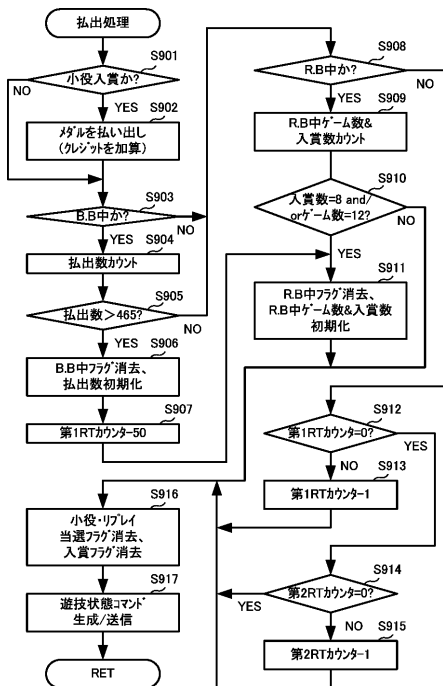 払出処理
S901
小役入賞か?
NO
YES
S902
メダルを払い出し
(クレジットを加算)
S903
B.B中か?
NO
YES
S904
払出数カウント
S905
払出数>465?
NO
YES
S906
B.B中フラグ消去、
払出数初期化
S907
第1RTカウンタ-50
S908
R.B中か?
NO
YES
S909
R.B中ゲーム数&
入賞数カウント
S910
入賞数=8 and/
orゲーム数=12?
NO
YES
S911
R.B中フラグ消去、
R.B中ゲーム数&入賞数
初期化
S912
第1RTカウンタ=0?
YES
NO
S913
第1RTカウンタ-1
S914
第2RTカウンタ=0?
YES
NO
S915
第2RTカウンタ-1
S916
小役・リプレイ
当選フラグ消去、
入賞フラグ消去
S917
遊技状態コマンド
生成/送信
RET